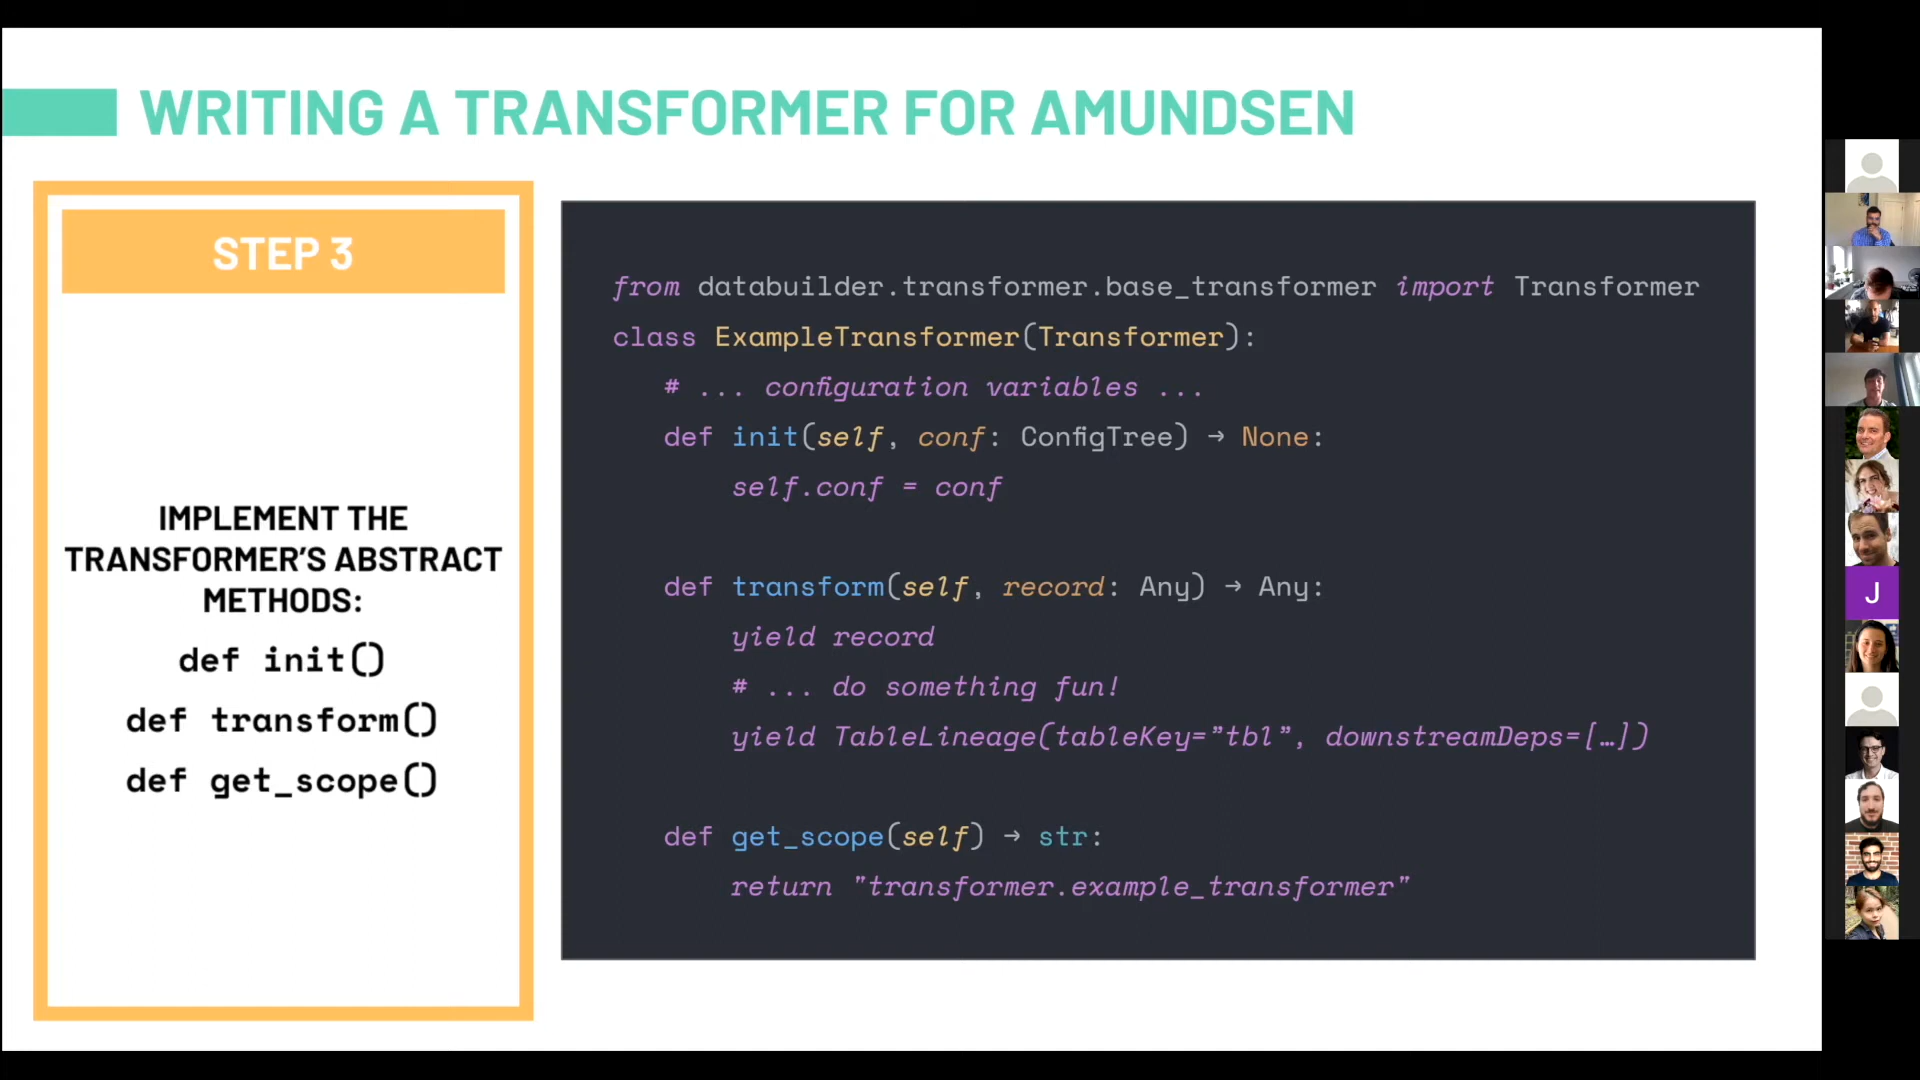 WRITING A TRANSFORMER FOR AMUNDSEN
STEP 3
IMPLEMENT THE
TRANSFORMER'S ABSTRACT
METHODS:
def init()
def transform()
def get_scope()
from databuilder.transformer.base_transformer import Transformer
class ExampleTransformer(Transformer):
# ... configuration variables ...
def init(self, conf: ConfigTree) → None:
self.conf = conf
def transform(self, record: Any) → Any:
yield record
# ... do something fun!
yield TableLineage(tableKey="tbl", downstreamDeps=[…])
def get_scope(self) → str:
return "transformer.example_transformer"
J